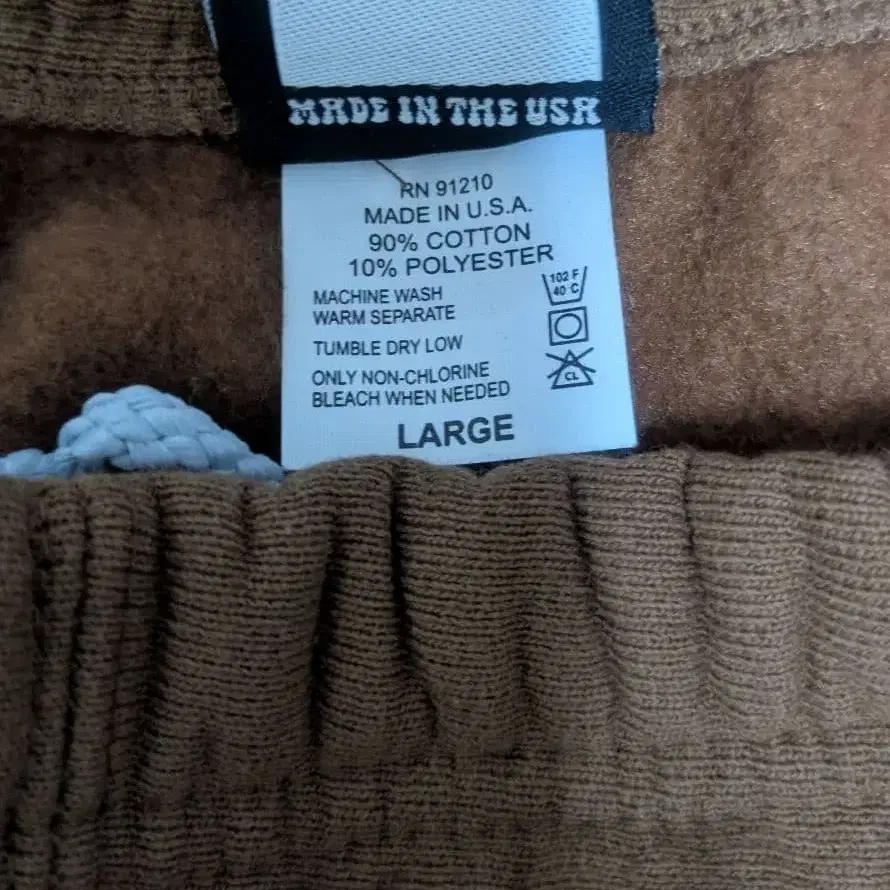 MADE IN THE USA
RN 91210
MADE IN U.S.A.
90% COTTON
10% POLYESTER
MACHINE WASH
WARM SEPARATE
102 F
40 C
TUMBLE DRY LOW
ONLY NON-CHLORINE
BLEACH WHEN NEEDED
CL
LARGE